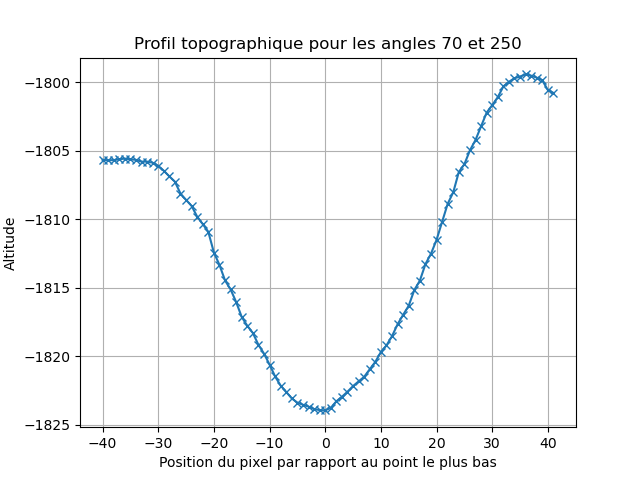 Profil topographique pour les angles 70 et 250
−1800
−1805
−1810
−1815
−1820
−1825
Altitude
−40 −30 −20 −10 0 10 20 30 40
Position du pixel par rapport au point le plus bas